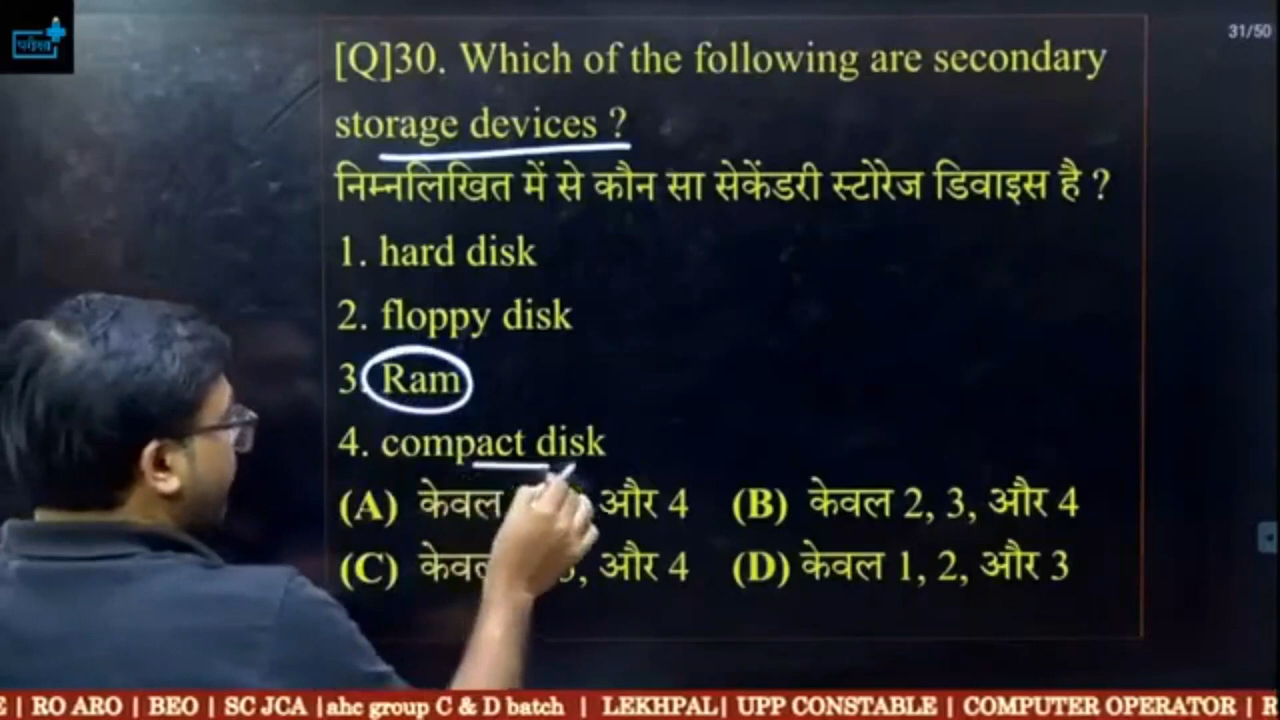 परीक्षा
31/50
[Q]30. Which of the following are secondary
storage devices ?
निम्नलिखित में से कौन सा सेकेंडरी स्टोरेज डिवाइस है ?
1. hard disk
2. floppy disk
3. Ram
4. compact disk
(A) केवल और 4 (B) केवल 2, 3, और 4
(C) और 4 (D) केवल 1, 2, और 3
| RO ARO | BEO | SC JCA |ahc group C & D batch | LEKHPAL| UPP CONSTABLE | COMPUTER OPERATOR |